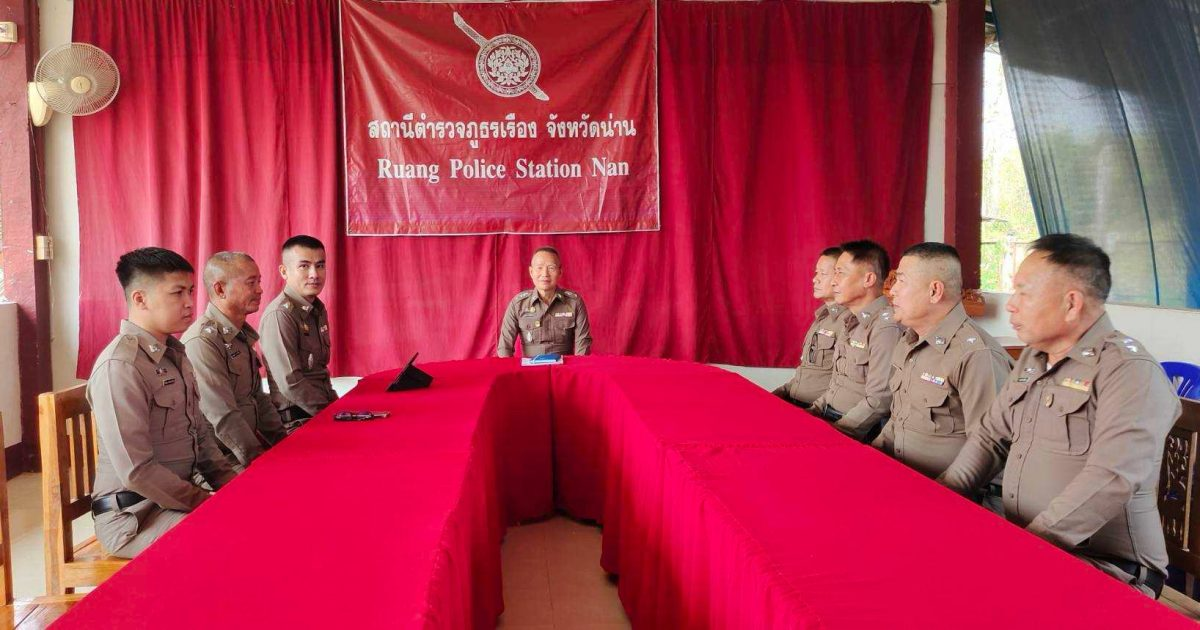 สถานีตำรวจภูธรเรือง จังหวัดน่าน
Ruang Police Station Nan